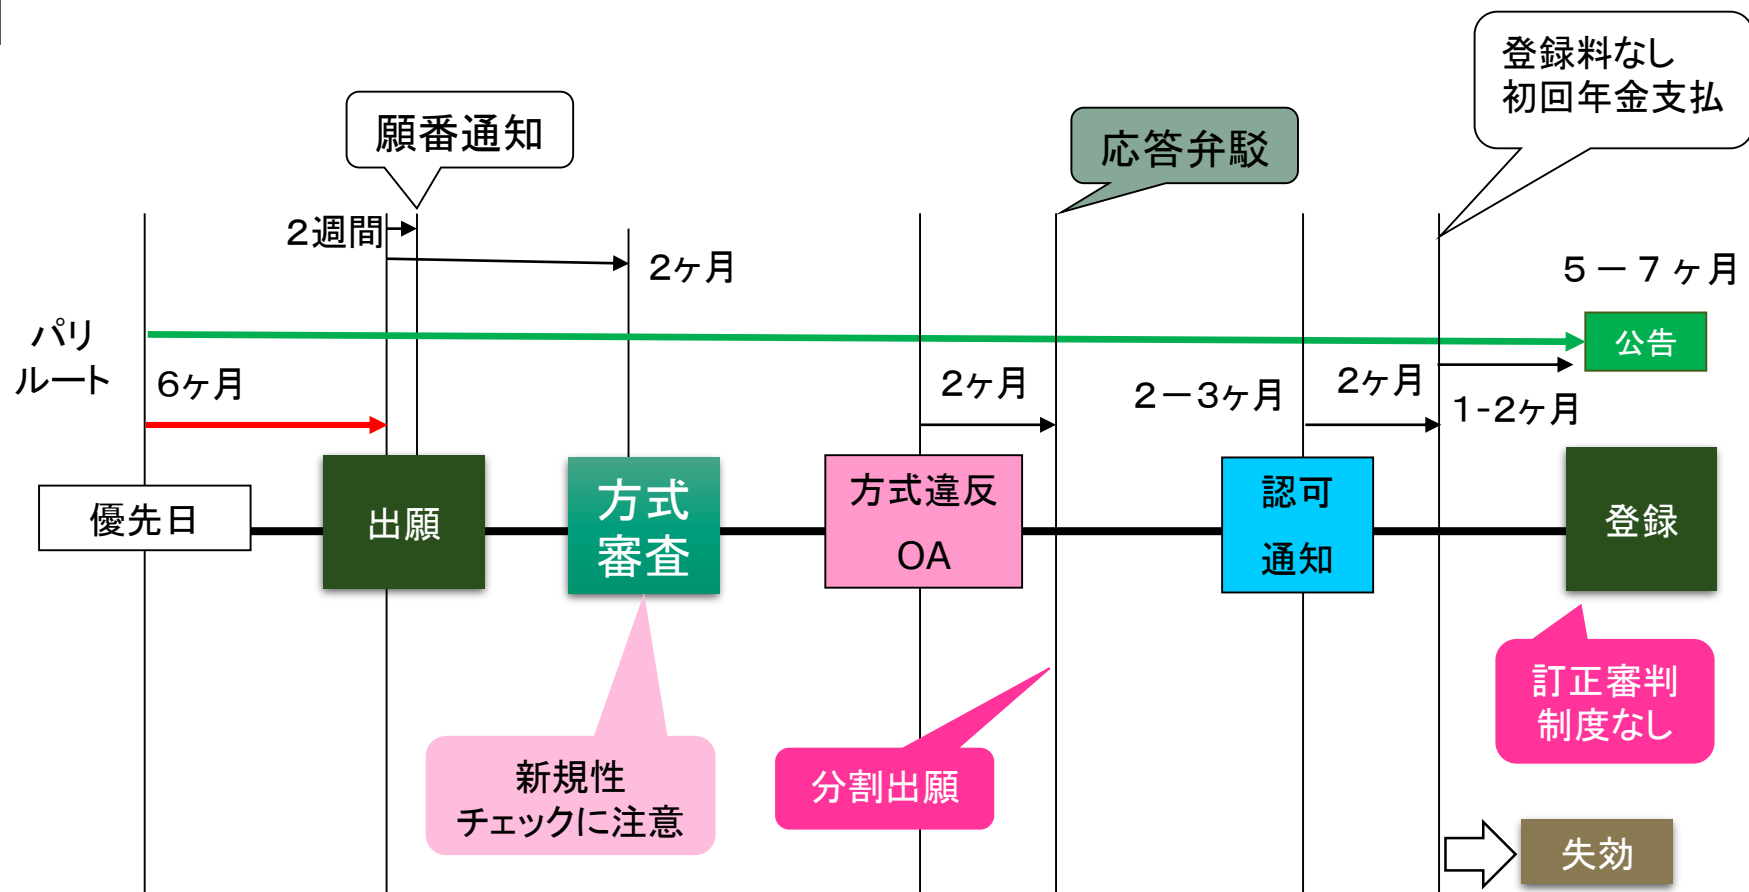 登録料なし
初回年金支払
願番通知
応答弁駁
2週間
2ヶ月
5－7ヶ月
パリ
ルート
公告
6ヶ月
2ヶ月
2－3ヶ月
2ヶ月
1-2ヶ月
優先日
出願
方式
審査
方式違反
OA
認可
通知
登録
新規性
チェックに注意
分割出願
訂正審判
制度なし
失効